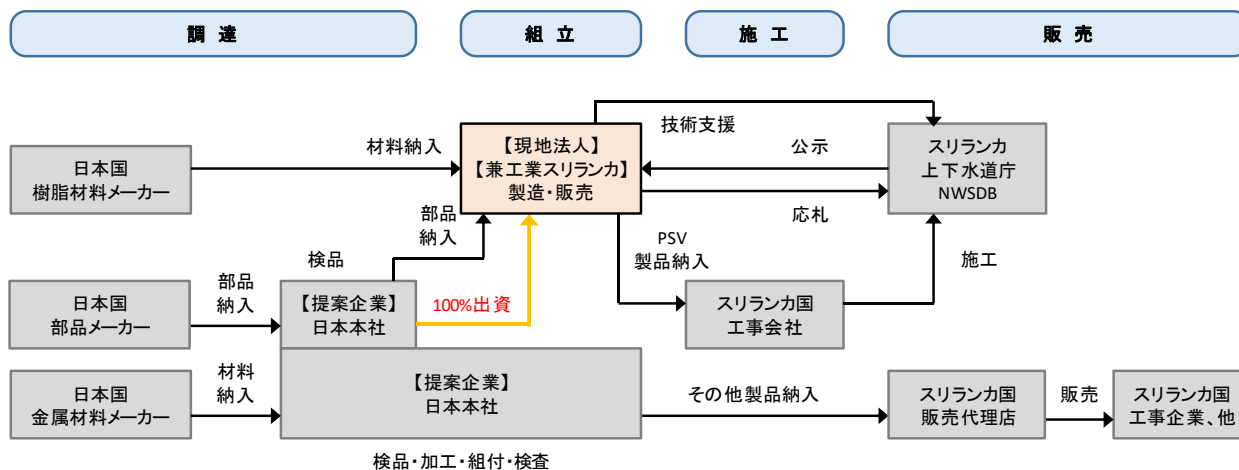 調 達
組 立
施 工
販 売
技術支援
材料納入
【現地法人】
【兼工業スリランカ】
製造・販売
公示
スリランカ
上下水道庁
NWSDB
日本国
樹脂材料メーカー
応札
部品
納入
PSV
製品納入
施工
検品
部品
納入
日本国
部品メーカー
【提案企業】
日本本社
100%出資
スリランカ国
工事会社
材料
納入
日本国
金属材料メーカー
【提案企業】
日本本社
その他製品納入
スリランカ国
販売代理店
販売
スリランカ国
工事企業、他
検品・加工・組付・検査